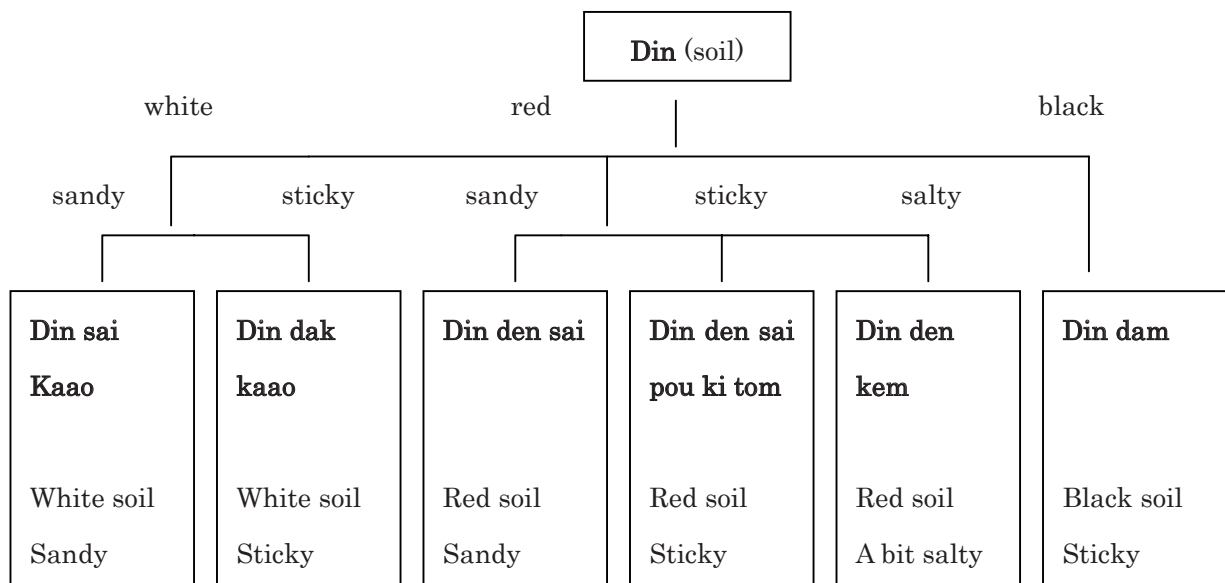 Din (soil)
white red black
sandy sticky sandy sticky salty
Din sai
Kaao
White soil
Sandy
Din dak
kaao
White soil
Sticky
Din den sai
Red soil
Sandy
Din den sai
pou ki tom
Red soil
Sticky
Din den
kem
Red soil
A bit salty
Din dam
Black soil
Sticky